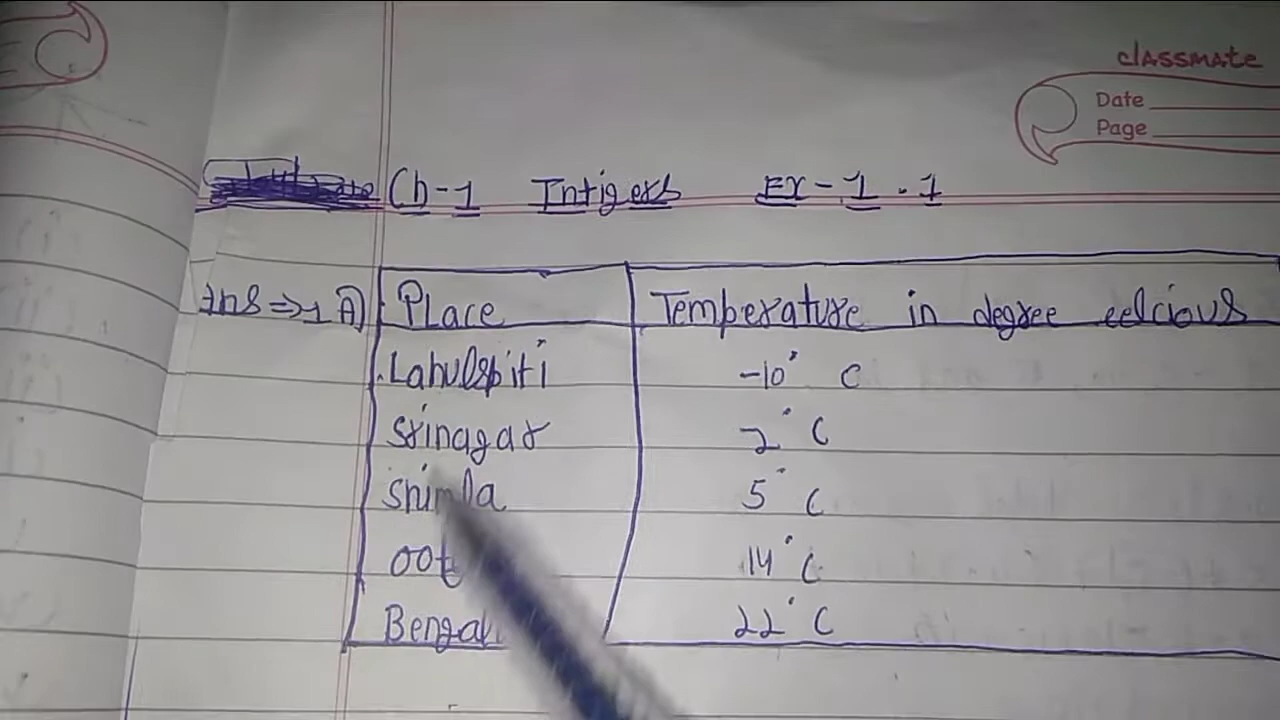 classmate
Date
Page
Ch-1 Intigers Ex-1.1
Ans ⇒ 1 A) Place Temperature in degree celcious
Lahulspiti -10° C
Srinagar -2° C
Shimla 5° C
14° C
22° C